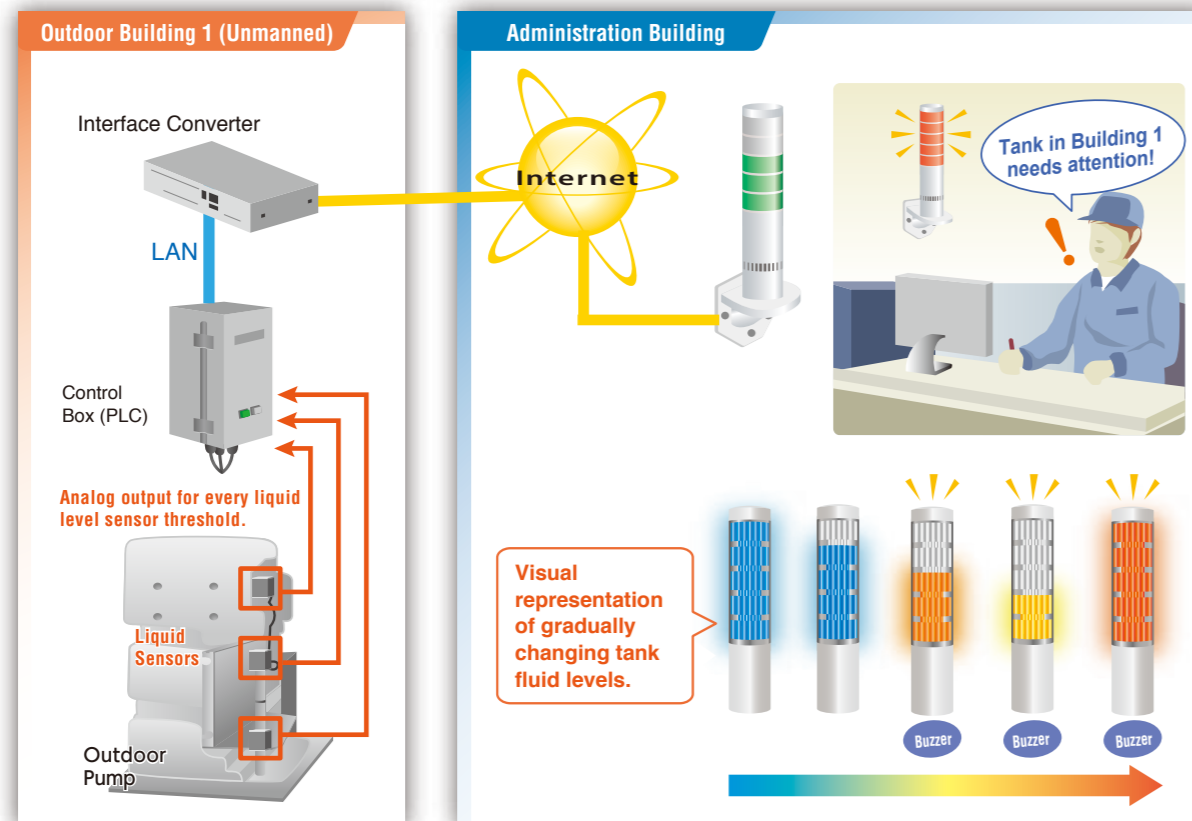 Outdoor Building 1 (Unmanned)
Interface Converter
LAN
Control
Box (PLC)
Analog output for every liquid
level sensor threshold.
Liquid
Sensors
Outdoor
Pump
Administration Building
Internet
Tank in Building 1
needs attention!
Visual
representation
of gradually
changing tank
fluid levels.
Buzzer
Buzzer
Buzzer